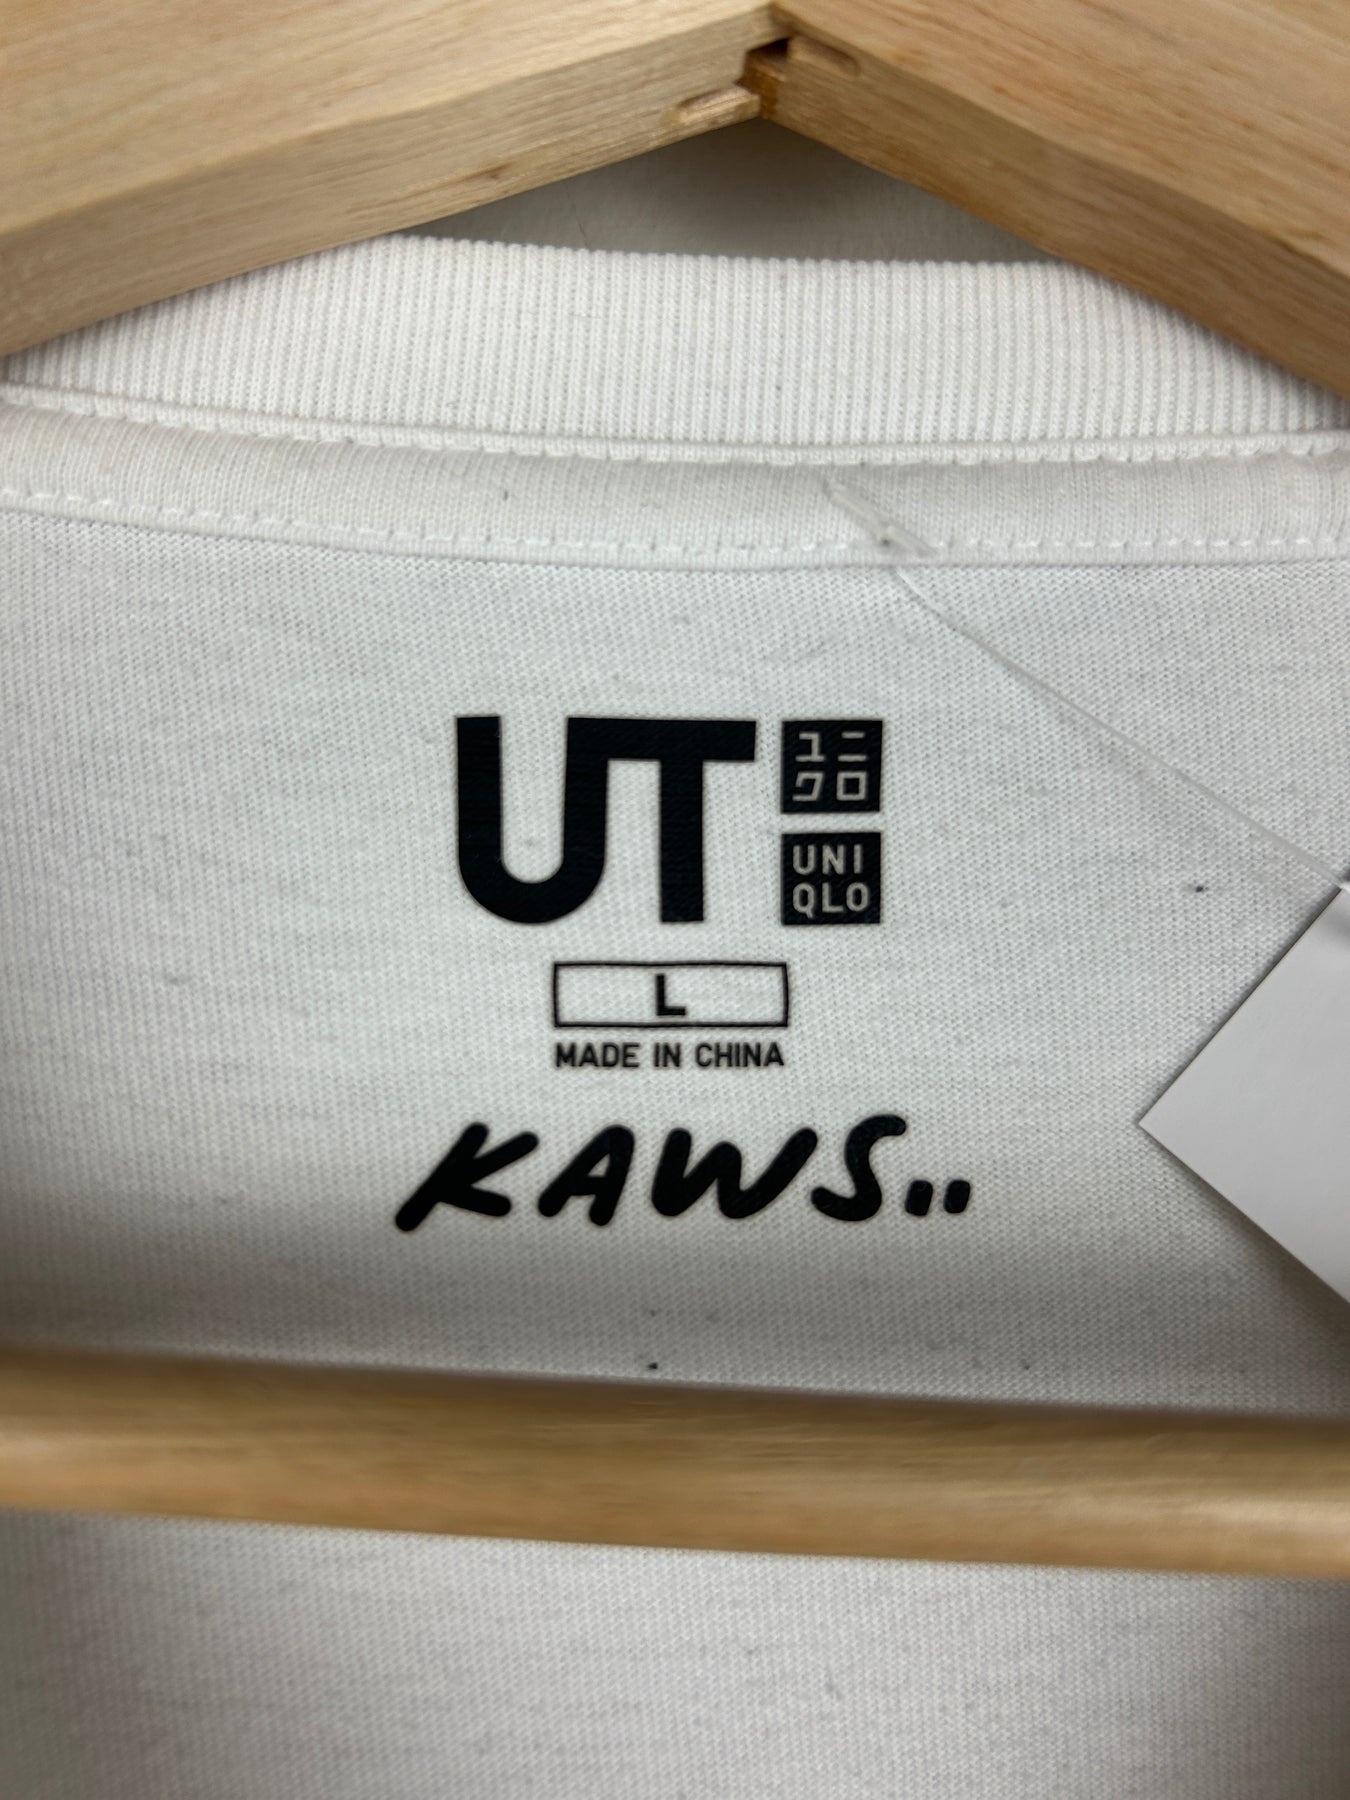 UT
ユニ
クロ
UNI
QLO
L
MADE IN CHINA
KAWS..